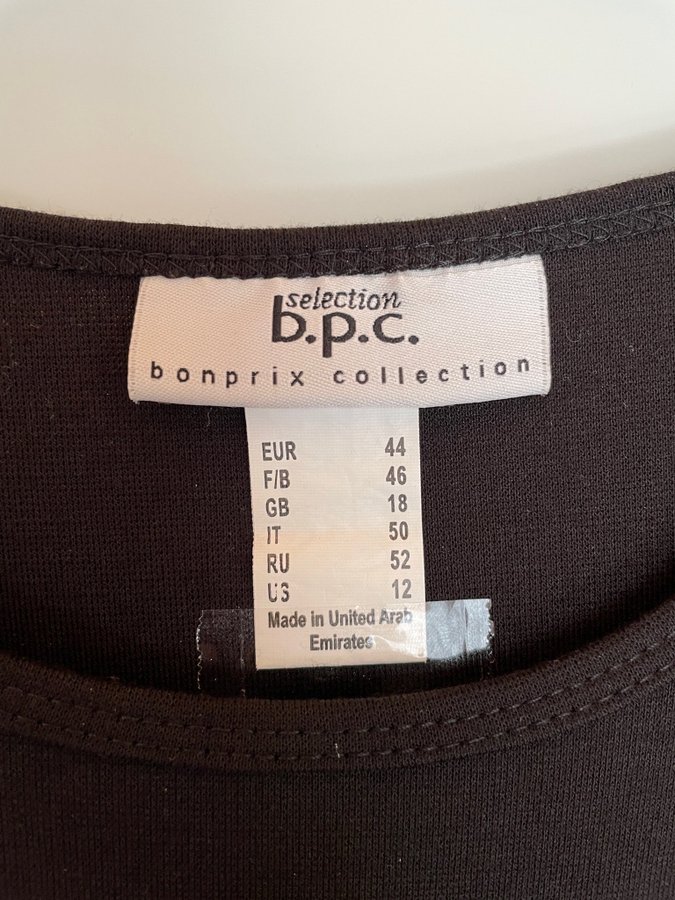 selection
b.p.c.
bonprix collection
EUR 44
F/B 46
GB 18
IT 50
RU 52
US 12
Made in United Arab
Emirates